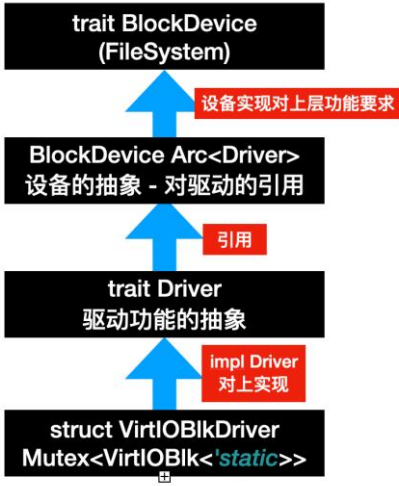 trait BlockDevice
(FileSystem)
设备实现对上层功能要求
BlockDevice Arc<Driver>
设备的抽象 - 对驱动的引用
引用
trait Driver
驱动功能的抽象
impl Driver
对上实现
struct VirtIOBlkDriver
Mutex<VirtIOBlk<'static>>